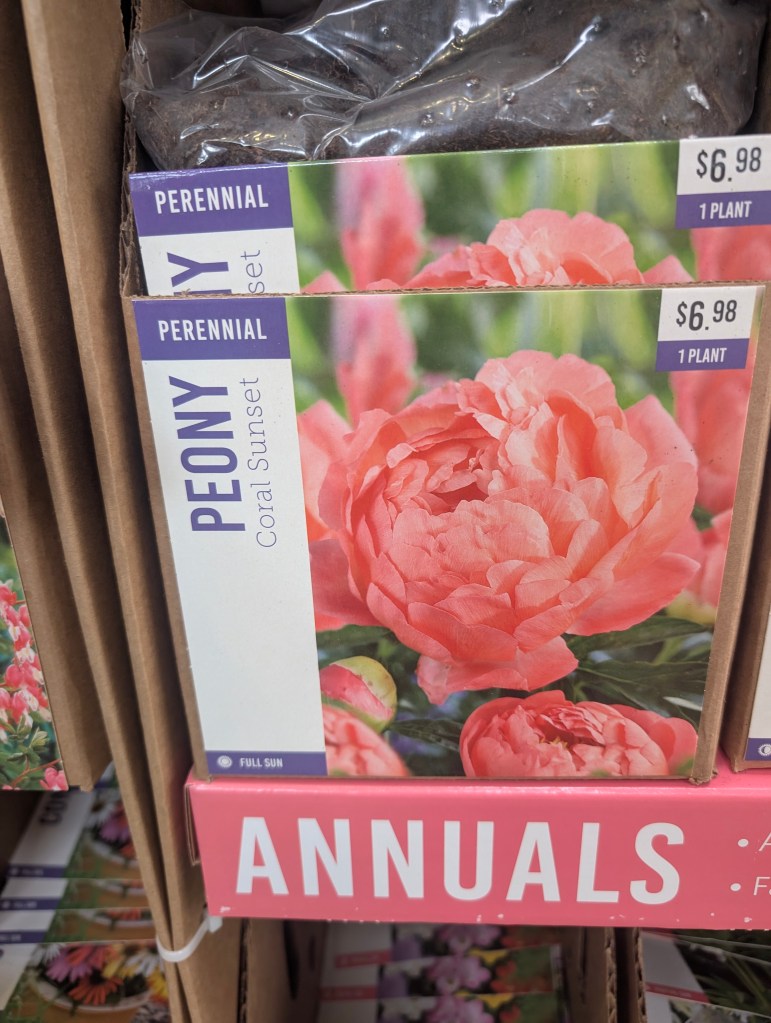 PERENNIAL
$6.98
1 PLANT
PERENNIAL
PEONY
Coral Sunset
$6.98
1 PLANT
FULL SUN
ANNUALS